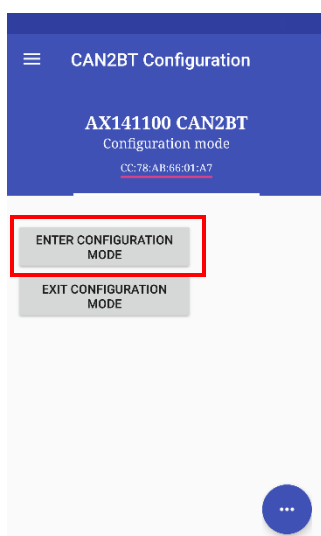 CAN2BT Configuration
AX141100 CAN2BT
Configuration mode
CC:78:AB:66:01:A7
ENTER CONFIGURATION
MODE
EXIT CONFIGURATION
MODE